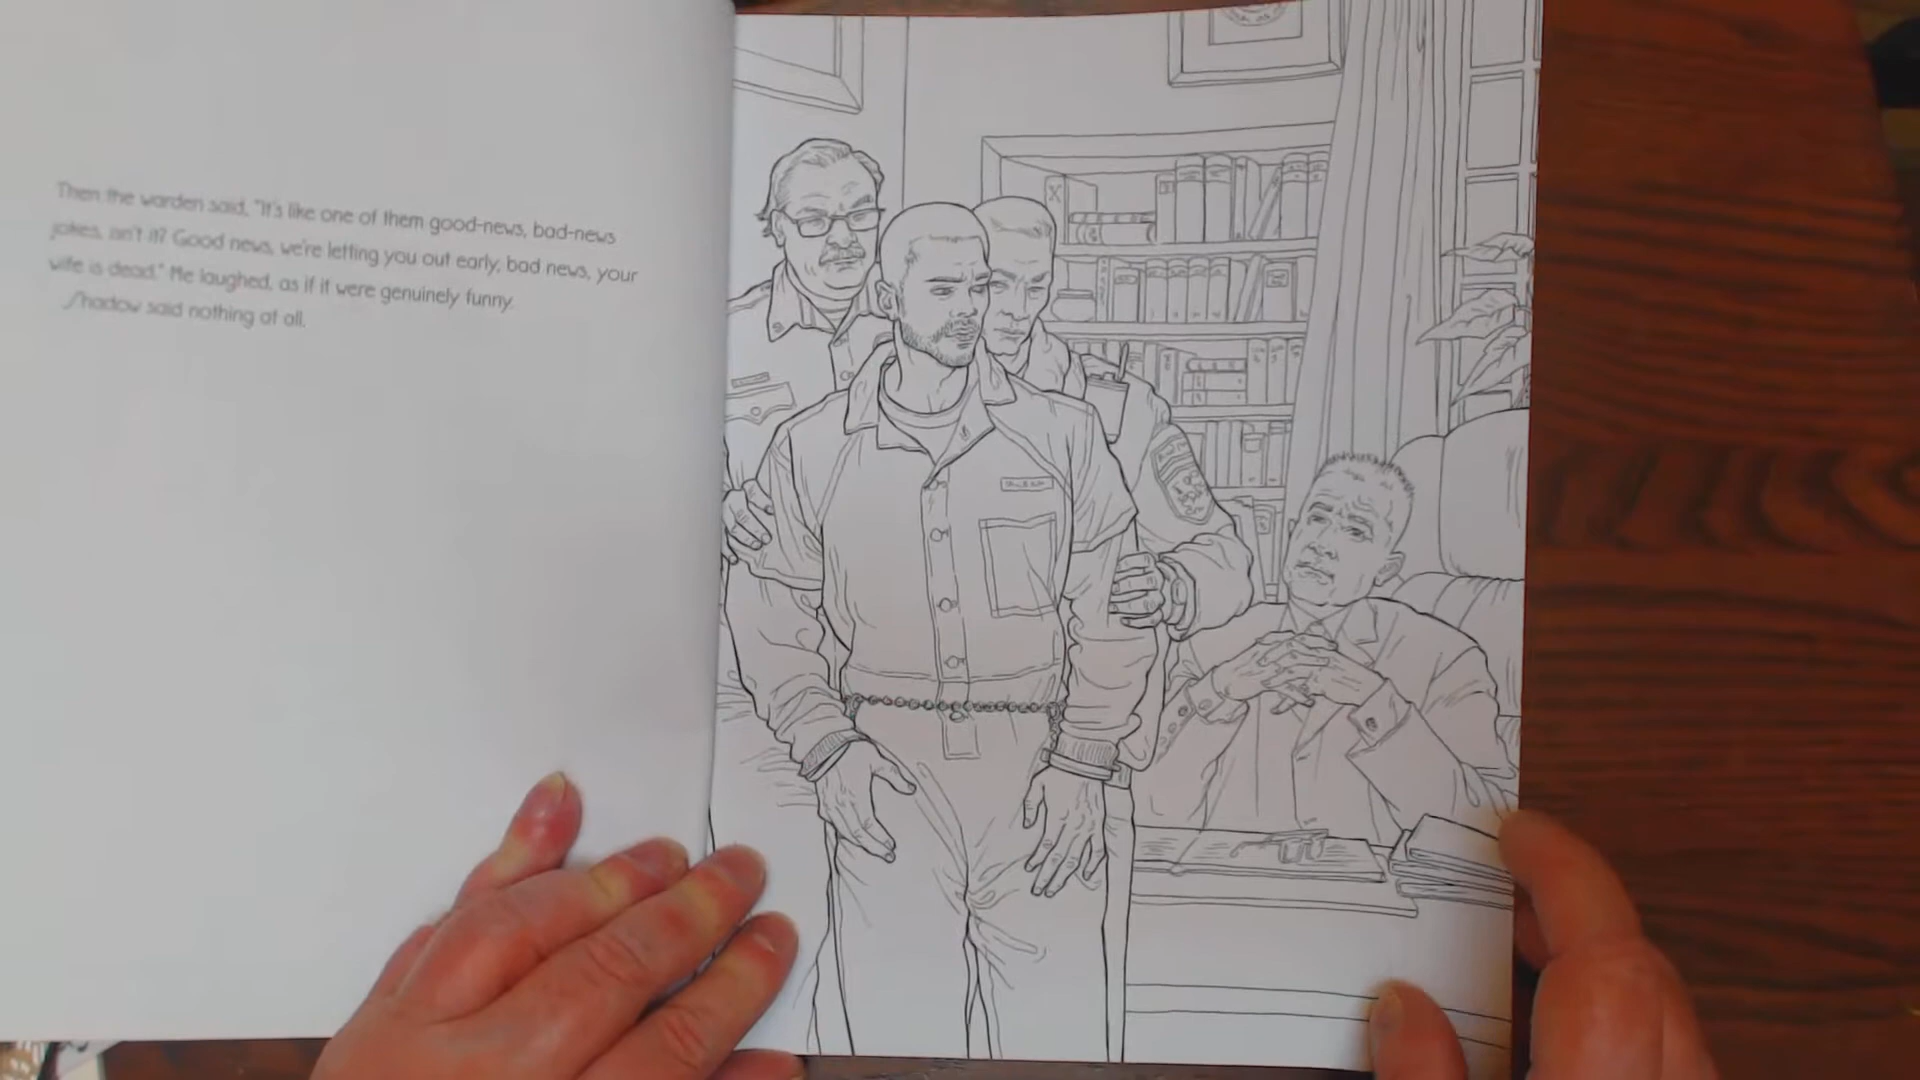 Then the warden said, "It's like one of them good-news, bad-news
jokes, isn't it? Good news, we're letting you out early, bad news, your
wife is dead." He laughed, as if it were genuinely funny.
Shadow said nothing at all.